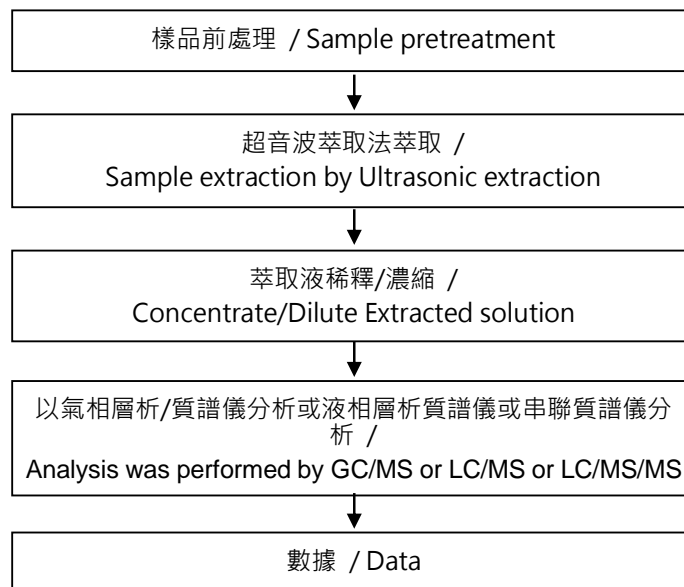 樣品前處理 / Sample pretreatment
超音波萃取法萃取 /
Sample extraction by Ultrasonic extraction
萃取液稀釋/濃縮 /
Concentrate/Dilute Extracted solution
以氣相層析/質譜儀分析或液相層析質譜儀或串聯質譜儀分
析 /
Analysis was performed by GC/MS or LC/MS or LC/MS/MS
數據 / Data